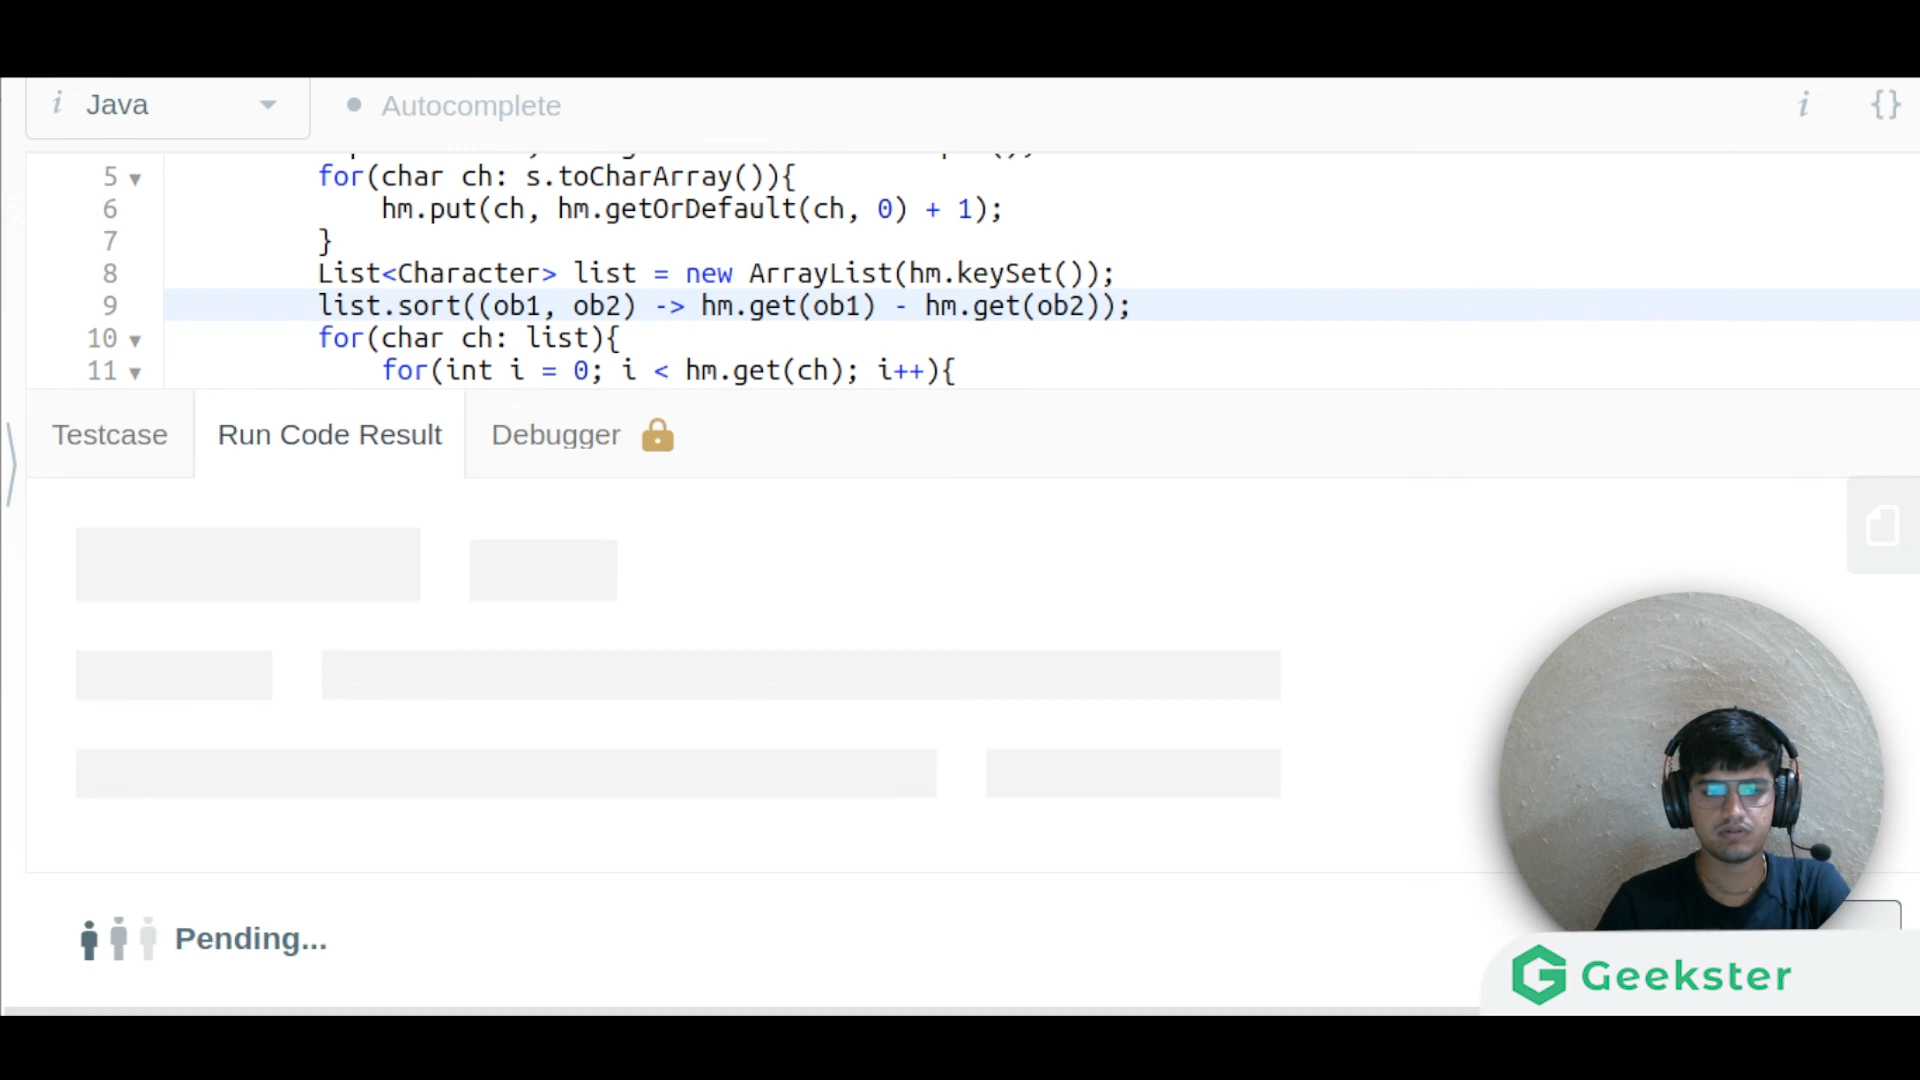 i Java
Autocomplete
i {}
5 for(char ch: s.toCharArray()){
6 hm.put(ch, hm.getOrDefault(ch, 0) + 1);
7 }
8 List<Character> list = new ArrayList(hm.keySet());
9 list.sort((ob1, ob2) -> hm.get(ob1) - hm.get(ob2));
10 for(char ch: list){
11 for(int i = 0; i < hm.get(ch); i++){
Testcase Run Code Result Debugger
Pending...
Geekster